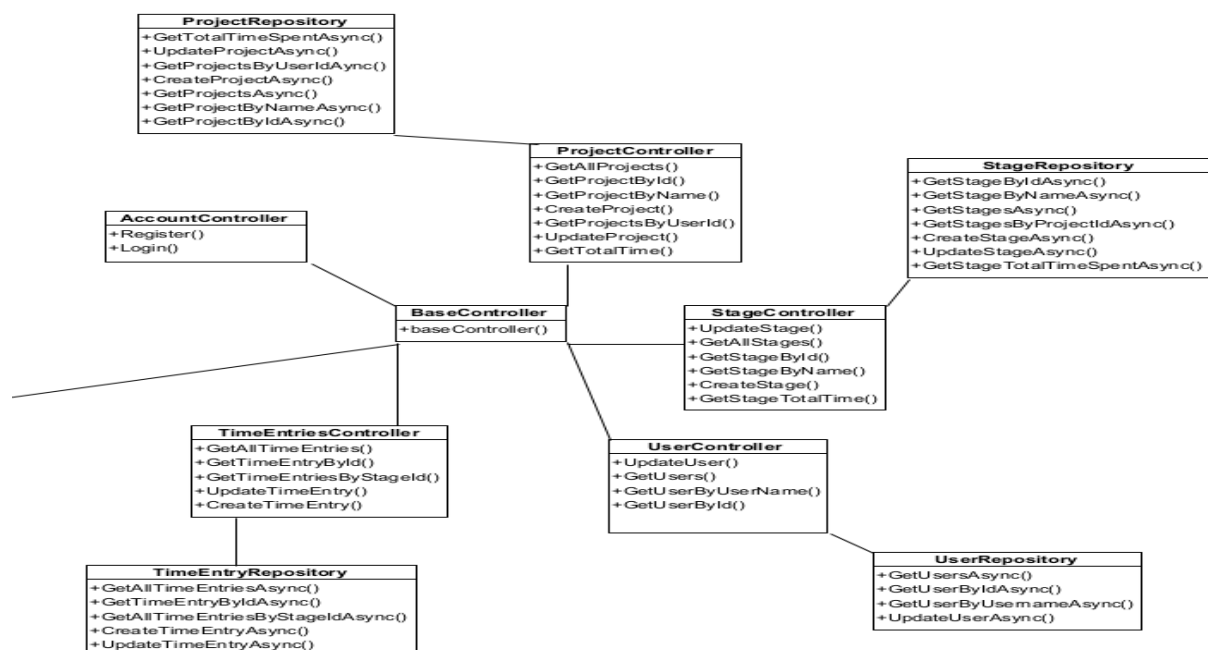 ProjectRepository
+GetTotalTimeSpentAsync()
+UpdateProjectAsync()
+GetProjectsByUserIdAync()
+CreateProjectAsync()
+GetProjectsAsync()
+GetProjectByNameAsync()
+GetProjectByIdAsync()
ProjectController
+GetAllProjects()
+GetProjectById()
+GetProjectByName()
+CreateProject()
+GetProjectsByUserId()
+UpdateProject()
+GetTotalTime()
StageRepository
+GetStageByIdAsync()
+GetStageByNameAsync()
+GetStagesAsync()
+GetStagesByProjectIdAsync()
+CreateStageAsync()
+UpdateStageAsync()
+GetStageTotalTimeSpentAsync()
AccountController
+Register()
+Login()
BaseController
+baseController()
StageController
+UpdateStage()
+GetAllStages()
+GetStageById()
+GetStageByName()
+CreateStage()
+GetStageTotalTime()
TimeEntriesController
+GetAllTimeEntries()
+GetTimeEntryById()
+GetTimeEntriesByStageId()
+UpdateTimeEntry()
+CreateTimeEntry()
UserController
+UpdateUser()
+GetUsers()
+GetUserByUserName()
+GetUserById()
TimeEntryRepository
+GetAllTimeEntriesAsync()
+GetTimeEntryByIdAsync()
+GetAllTimeEntriesByStageIdAsync()
+CreateTimeEntryAsync()
+UpdateTimeEntryAsync()
UserRepository
+GetUsersAsync()
+GetUserByIdAsync()
+GetUserByUsernameAsync()
+UpdateUserAsync()